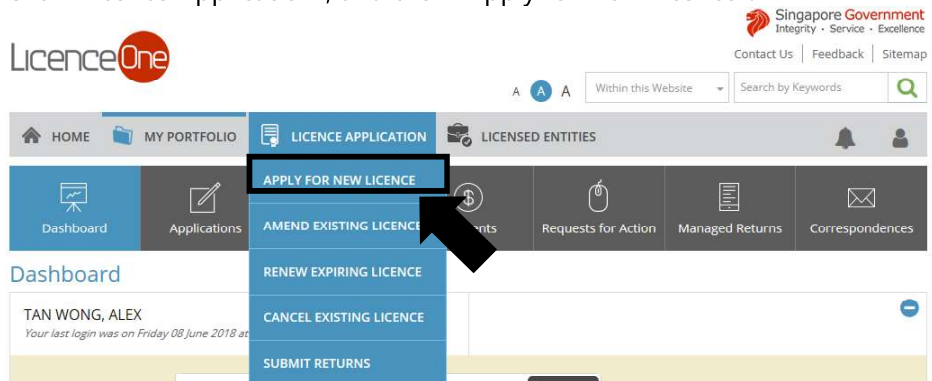 Singapore Government
Integrity · Service · Excellence
LicenceOne
Contact Us | Feedback | Sitemap
A A A Within this Website Search by Keywords
HOME MY PORTFOLIO LICENCE APPLICATION LICENSED ENTITIES
APPLY FOR NEW LICENCE
Dashboard Applications AMEND EXISTING LICENCE Requests for Action Managed Returns Correspondences
Dashboard
RENEW EXPIRING LICENCE
TAN WONG, ALEX
Your last login was on Friday 08 June 2018 at
CANCEL EXISTING LICENCE
SUBMIT RETURNS